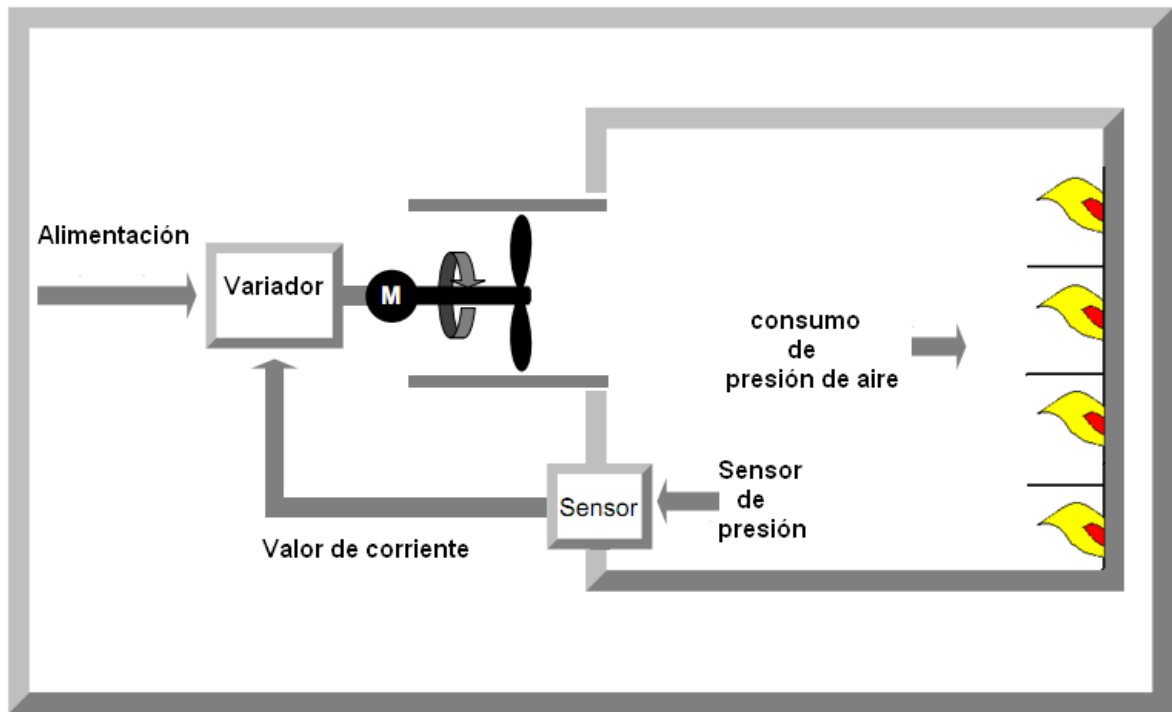 Alimentación
Variador
M
consumo
de
presión de aire
Sensor
de
presión
Sensor
Valor de corriente